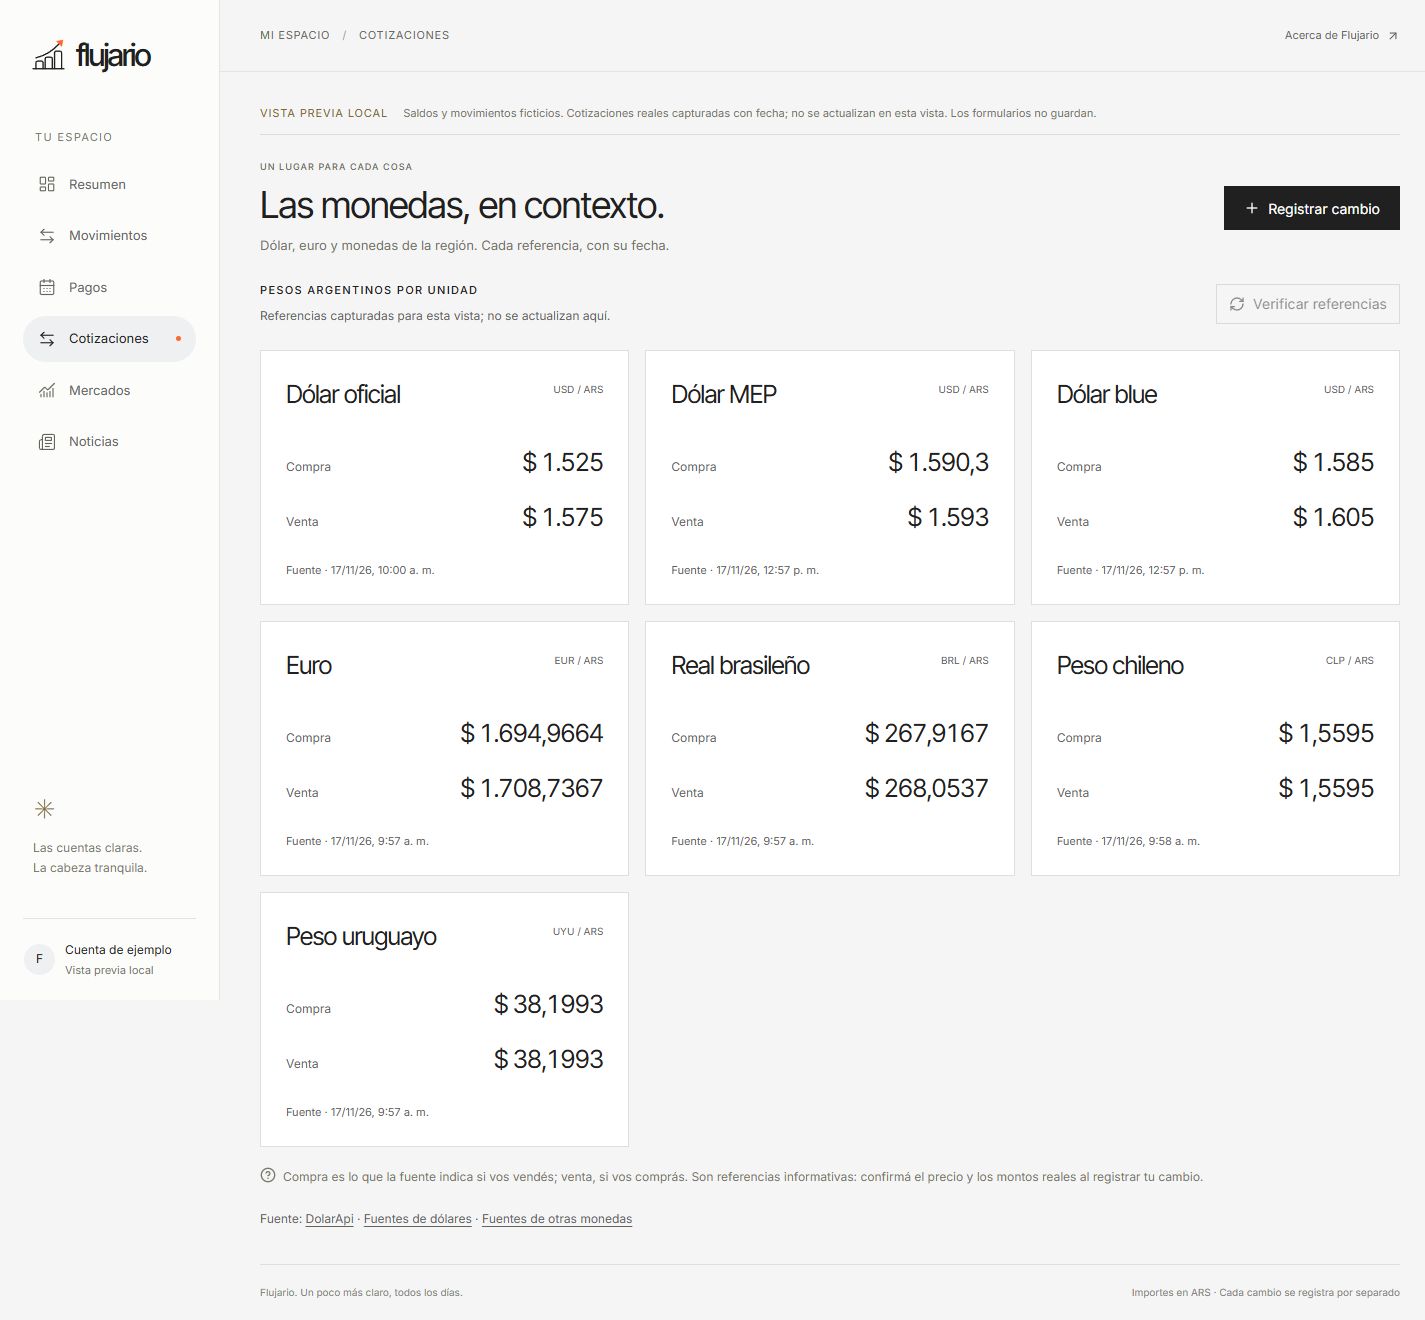 flujario
TU ESPACIO
Resumen
Movimientos
Pagos
Cotizaciones
Mercados
Noticias
Las cuentas claras.
La cabeza tranquila.
F
Cuenta de ejemplo
Vista previa local
MI ESPACIO / COTIZACIONES
Acerca de Flujario
VISTA PREVIA LOCAL Saldos y movimientos ficticios. Cotizaciones reales capturadas con fecha; no se actualizan en esta vista. Los formularios no guardan.
UN LUGAR PARA CADA COSA
Las monedas, en contexto.
Dólar, euro y monedas de la región. Cada referencia, con su fecha.
Registrar cambio
PESOS ARGENTINOS POR UNIDAD
Referencias capturadas para esta vista; no se actualizan aquí.
Verificar referencias
Dólar oficial USD / ARS
Compra $ 1.525
Venta $ 1.575
Fuente · 17/11/26, 10:00 a. m.
Dólar MEP USD / ARS
Compra $ 1.590,3
Venta $ 1.593
Fuente · 17/11/26, 12:57 p. m.
Dólar blue USD / ARS
Compra $ 1.585
Venta $ 1.605
Fuente · 17/11/26, 12:57 p. m.
Euro EUR / ARS
Compra $ 1.694,9664
Venta $ 1.708,7367
Fuente · 17/11/26, 9:57 a. m.
Real brasileño BRL / ARS
Compra $ 267,9167
Venta $ 268,0537
Fuente · 17/11/26, 9:57 a. m.
Peso chileno CLP / ARS
Compra $ 1,5595
Venta $ 1,5595
Fuente · 17/11/26, 9:58 a. m.
Peso uruguayo UYU / ARS
Compra $ 38,1993
Venta $ 38,1993
Fuente · 17/11/26, 9:57 a. m.
Compra es lo que la fuente indica si vos vendés; venta, si vos comprás. Son referencias informativas: confirmá el precio y los montos reales al registrar tu cambio.
Fuente: DolarApi · Fuentes de dólares · Fuentes de otras monedas
Flujario. Un poco más claro, todos los días.
Importes en ARS · Cada cambio se registra por separado